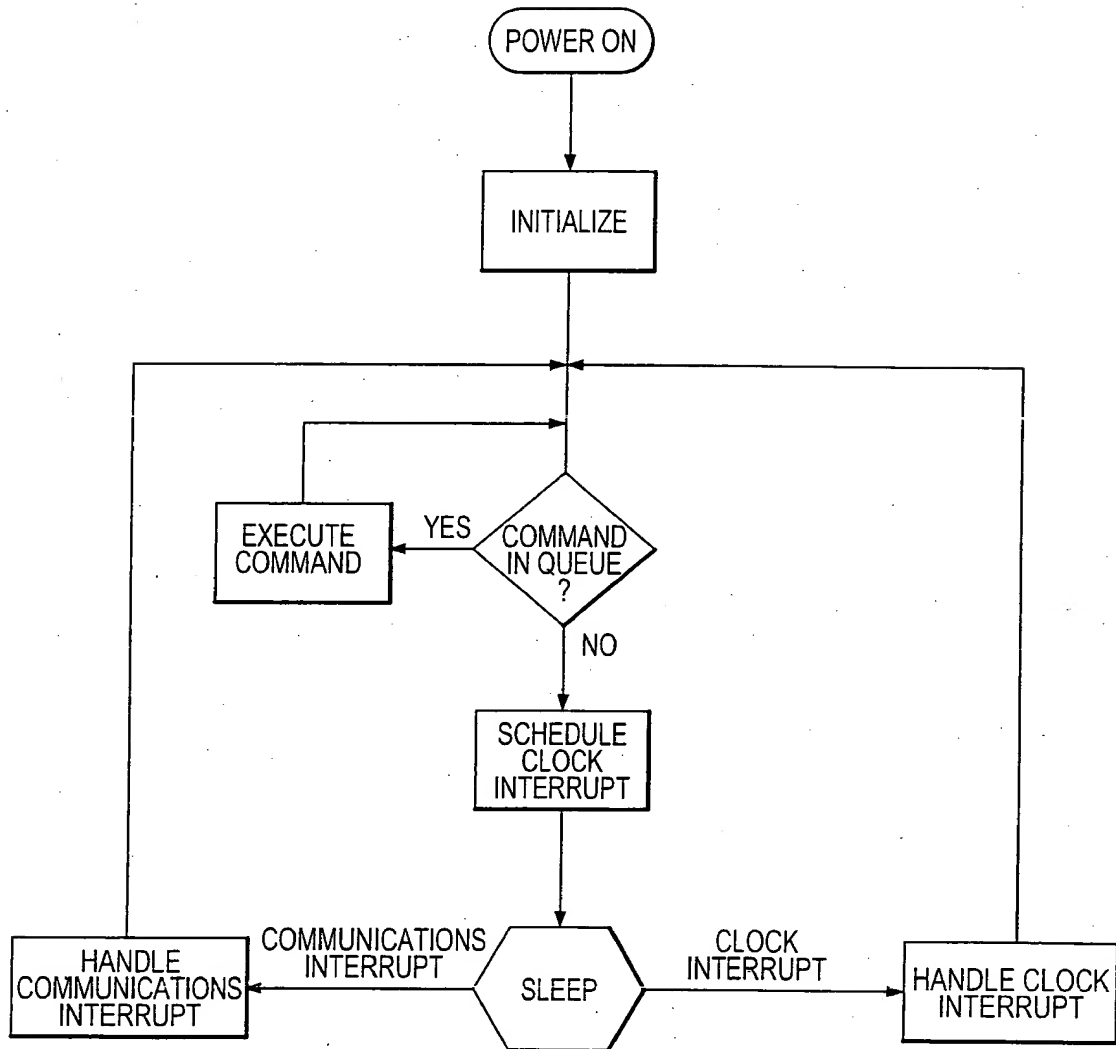 POWER ON
INITIALIZE
EXECUTE
COMMAND
YES
COMMAND
IN QUEUE
?
NO
SCHEDULE
CLOCK
INTERRUPT
HANDLE
COMMUNICATIONS
INTERRUPT
COMMUNICATIONS
INTERRUPT
SLEEP
CLOCK
INTERRUPT
HANDLE CLOCK
INTERRUPT